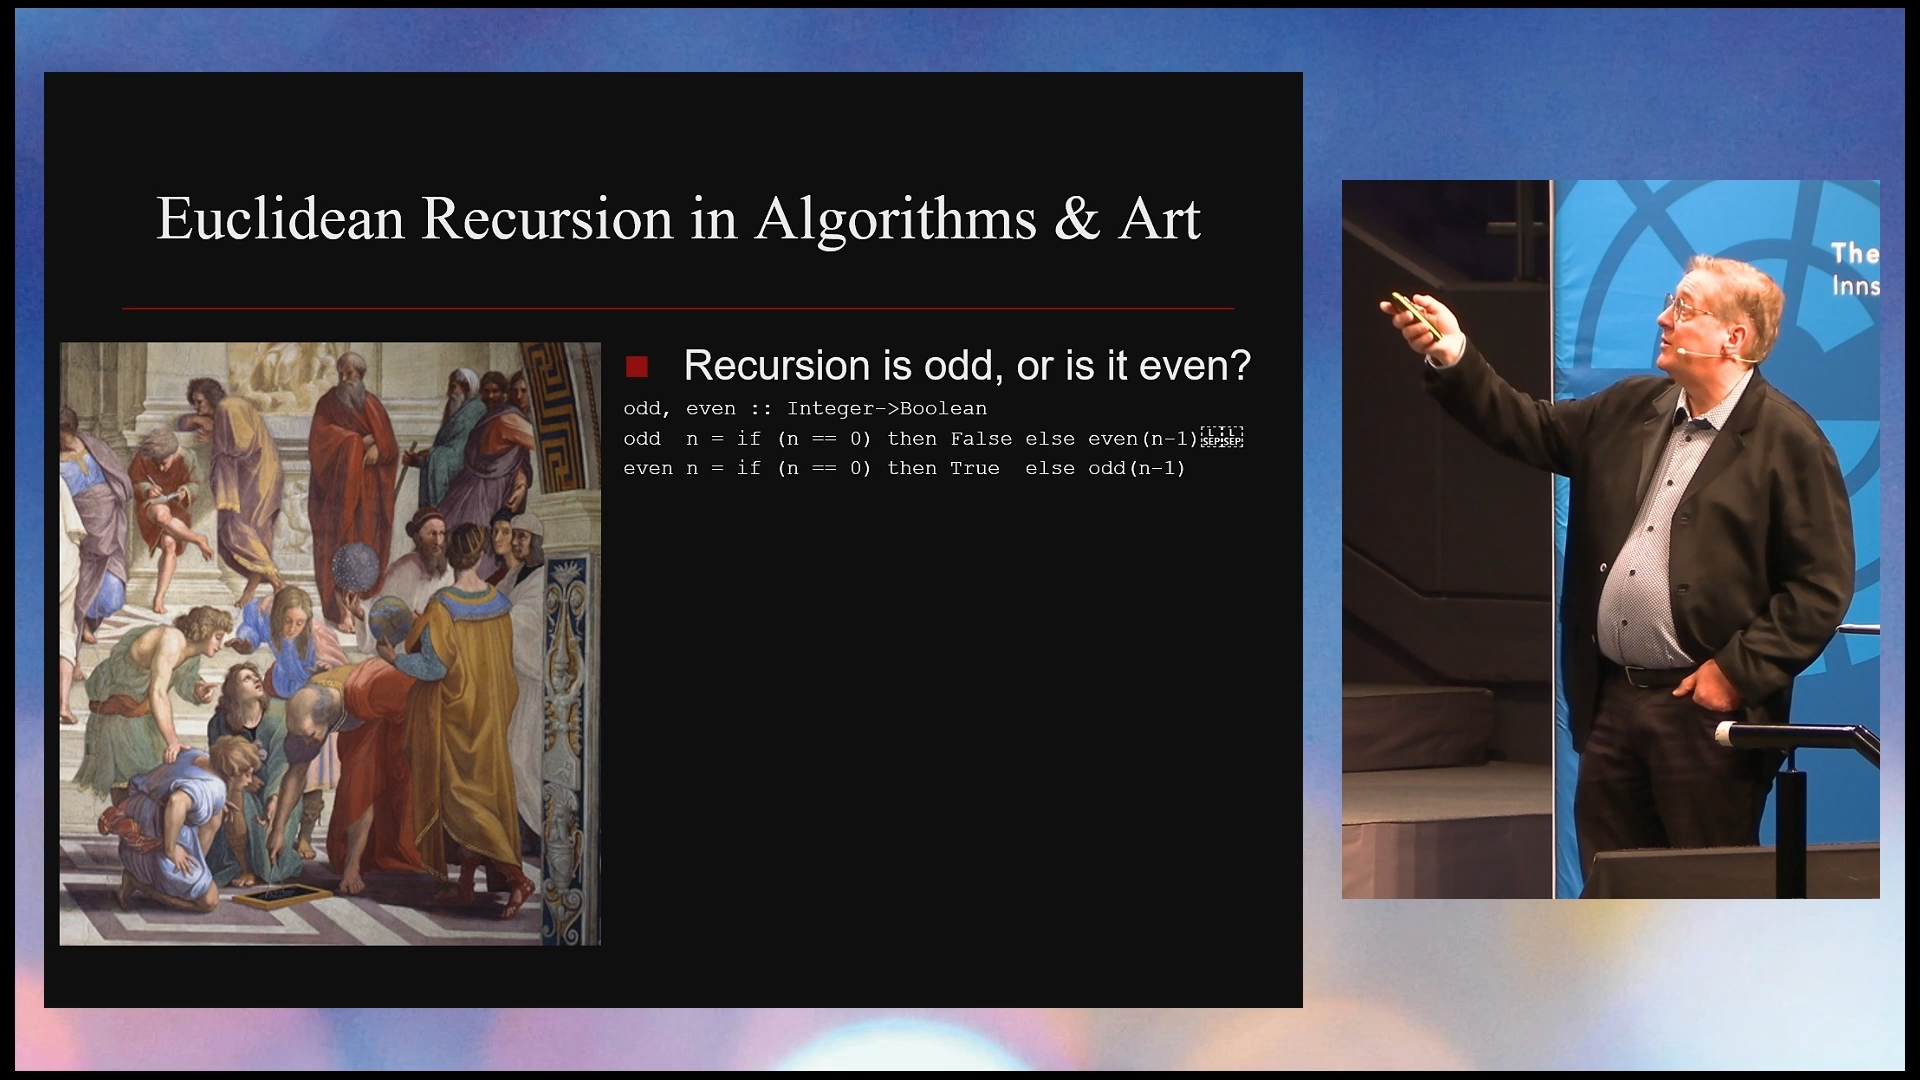 Euclidean Recursion in Algorithms & Art
Recursion is odd, or is it even?
odd, even :: Integer->Boolean
odd  n = if (n == 0) then False else even(n-1)
even n = if (n == 0) then True  else odd(n-1)
The
Inns